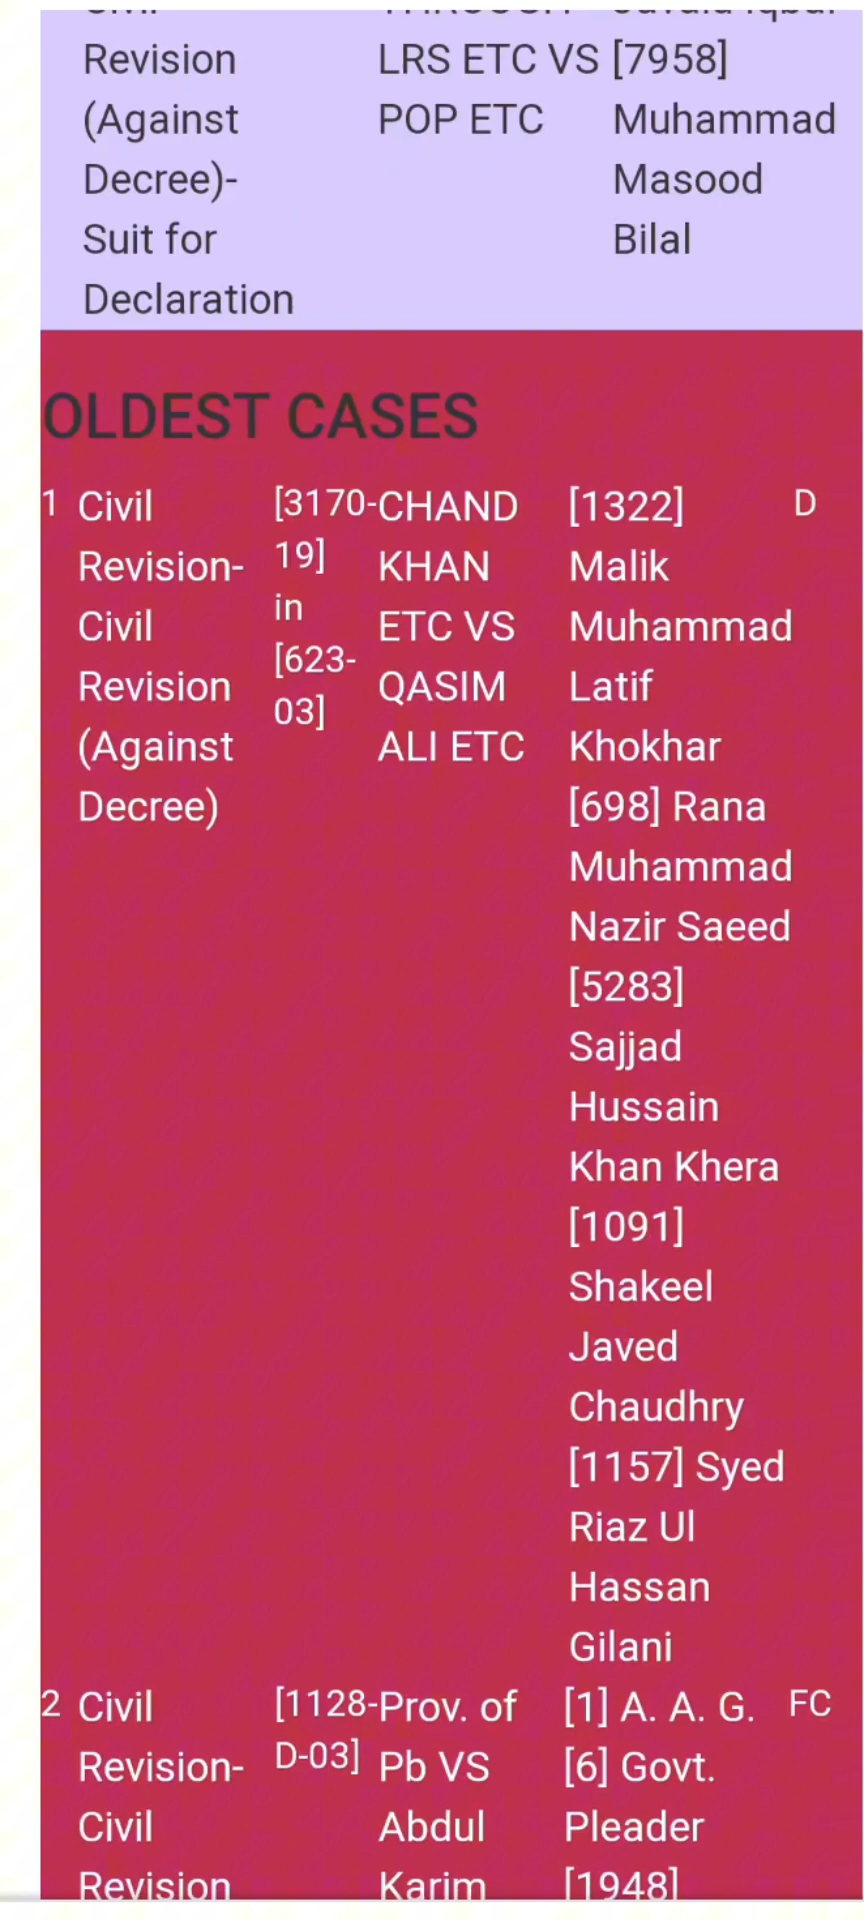 Revision
(Against
Decree)-
Suit for
Declaration
LRS ETC VS
POP ETC
[7958]
Muhammad
Masood
Bilal
OLDEST CASES
1
Civil
Revision-
Civil
Revision
(Against
Decree)
[3170-
19]
in
[623-
03]
CHAND
KHAN
ETC VS
QASIM
ALI ETC
[1322]
Malik
Muhammad
Latif
Khokhar
[698] Rana
Muhammad
Nazir Saeed
[5283]
Sajjad
Hussain
Khan Khera
[1091]
Shakeel
Javed
Chaudhry
[1157] Syed
Riaz Ul
Hassan
Gilani
D
2
Civil
Revision-
Civil
Revision
[1128-
D-03]
Prov. of
Pb VS
Abdul
Karim
[1] A. A. G.
[6] Govt.
Pleader
[1948]
FC